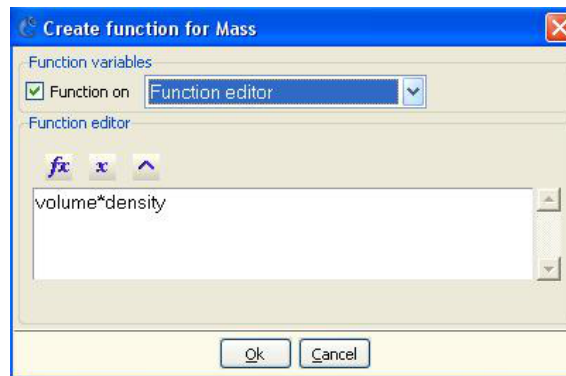 Create function for Mass
Function variables
Function on Function editor
Function editor
fx x ^
volume*density
Ok Cancel